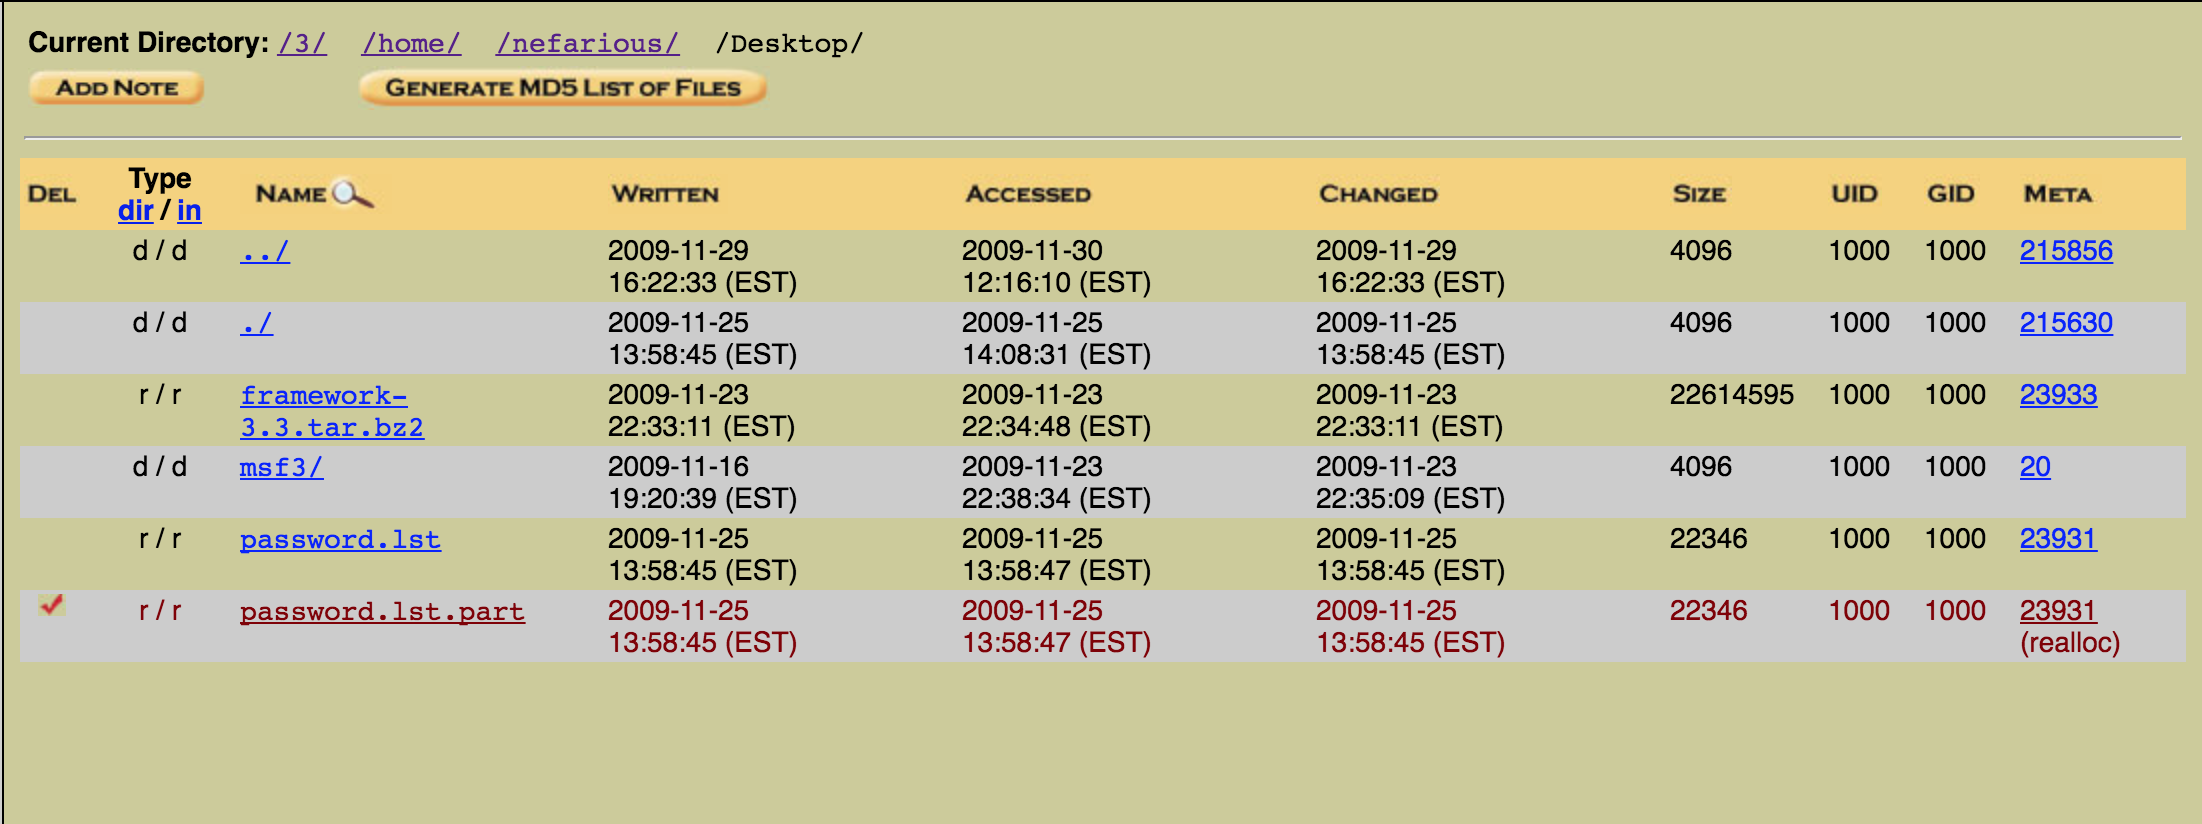 Current Directory: /3/ /home/ /nefarious/ /Desktop/
ADD NOTE GENERATE MD5 LIST OF FILES
DEL Type dir / in NAME WRITTEN ACCESSED CHANGED SIZE UID GID META
d / d ../ 2009-11-29 2009-11-30 2009-11-29 4096 1000 1000 215856
16:22:33 (EST) 12:16:10 (EST) 16:22:33 (EST)
d / d ./ 2009-11-25 2009-11-25 2009-11-25 4096 1000 1000 215630
13:58:45 (EST) 14:08:31 (EST) 13:58:45 (EST)
r / r framework- 2009-11-23 2009-11-23 2009-11-23 22614595 1000 1000 23933
3.3.tar.bz2 22:33:11 (EST) 22:34:48 (EST) 22:33:11 (EST)
d / d msf3/ 2009-11-16 2009-11-23 2009-11-23 4096 1000 1000 20
19:20:39 (EST) 22:38:34 (EST) 22:35:09 (EST)
r / r password.lst 2009-11-25 2009-11-25 2009-11-25 22346 1000 1000 23931
13:58:45 (EST) 13:58:47 (EST) 13:58:45 (EST)
r / r password.lst.part 2009-11-25 2009-11-25 2009-11-25 22346 1000 1000 23931
13:58:45 (EST) 13:58:47 (EST) 13:58:45 (EST) (realloc)